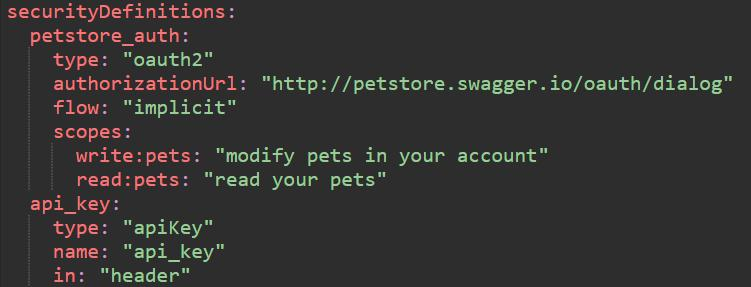 securityDefinitions:
  petstore_auth:
    type: "oauth2"
    authorizationUrl: "http://petstore.swagger.io/oauth/dialog"
    flow: "implicit"
    scopes:
      write:pets: "modify pets in your account"
      read:pets: "read your pets"
  api_key:
    type: "apiKey"
    name: "api_key"
    in: "header"